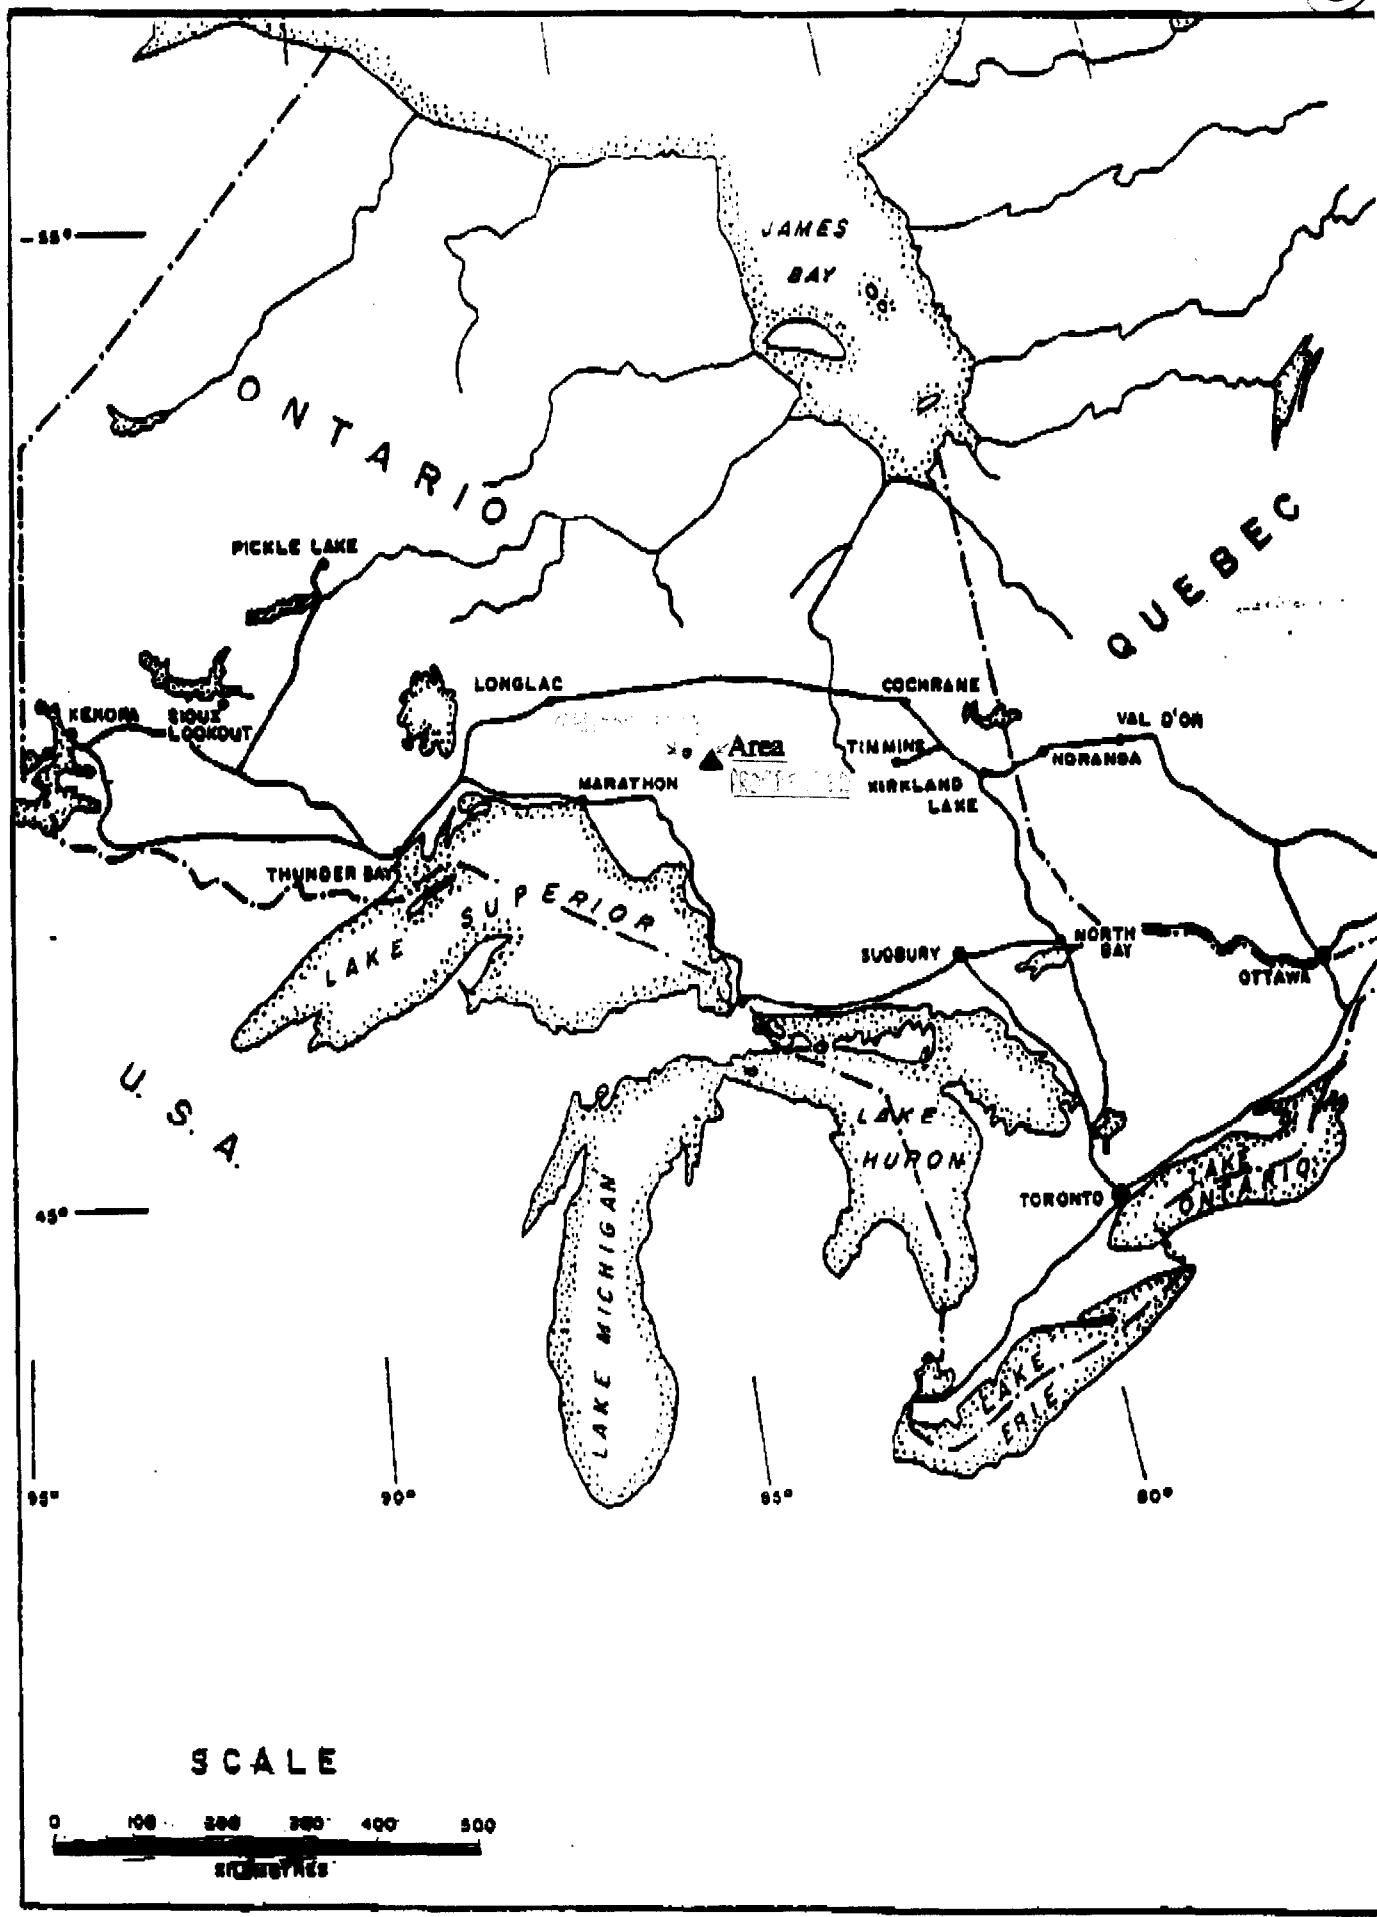 55°
JAMES
BAY
ONTARIO
QUEBEC
PICKLE LAKE
LONGLAC
COCHRANE
KENORA
SIOUX
LOOKOUT
VAL D'OR
Area
TIMMINS
NORANDA
MARATHON
KIRKLAND
LAKE
THUNDER BAY
LAKE SUPERIOR
SUDBURY
NORTH
BAY
OTTAWA
U.S.A.
LAKE
HURON
LAKE MICHIGAN
TORONTO
LAKE
ONTARIO
45°
LAKE
ERIE
95°
90°
85°
80°
SCALE
0 100 200 300 400 500
KILOMETRES